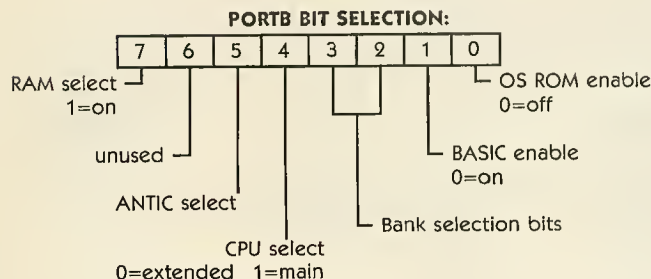 PORTB BIT SELECTION:
7 6 5 4 3 2 1 0
RAM select
1=on
OS ROM enable
0=off
unused
BASIC enable
0=on
ANTIC select
Bank selection bits
CPU select
0=extended 1=main